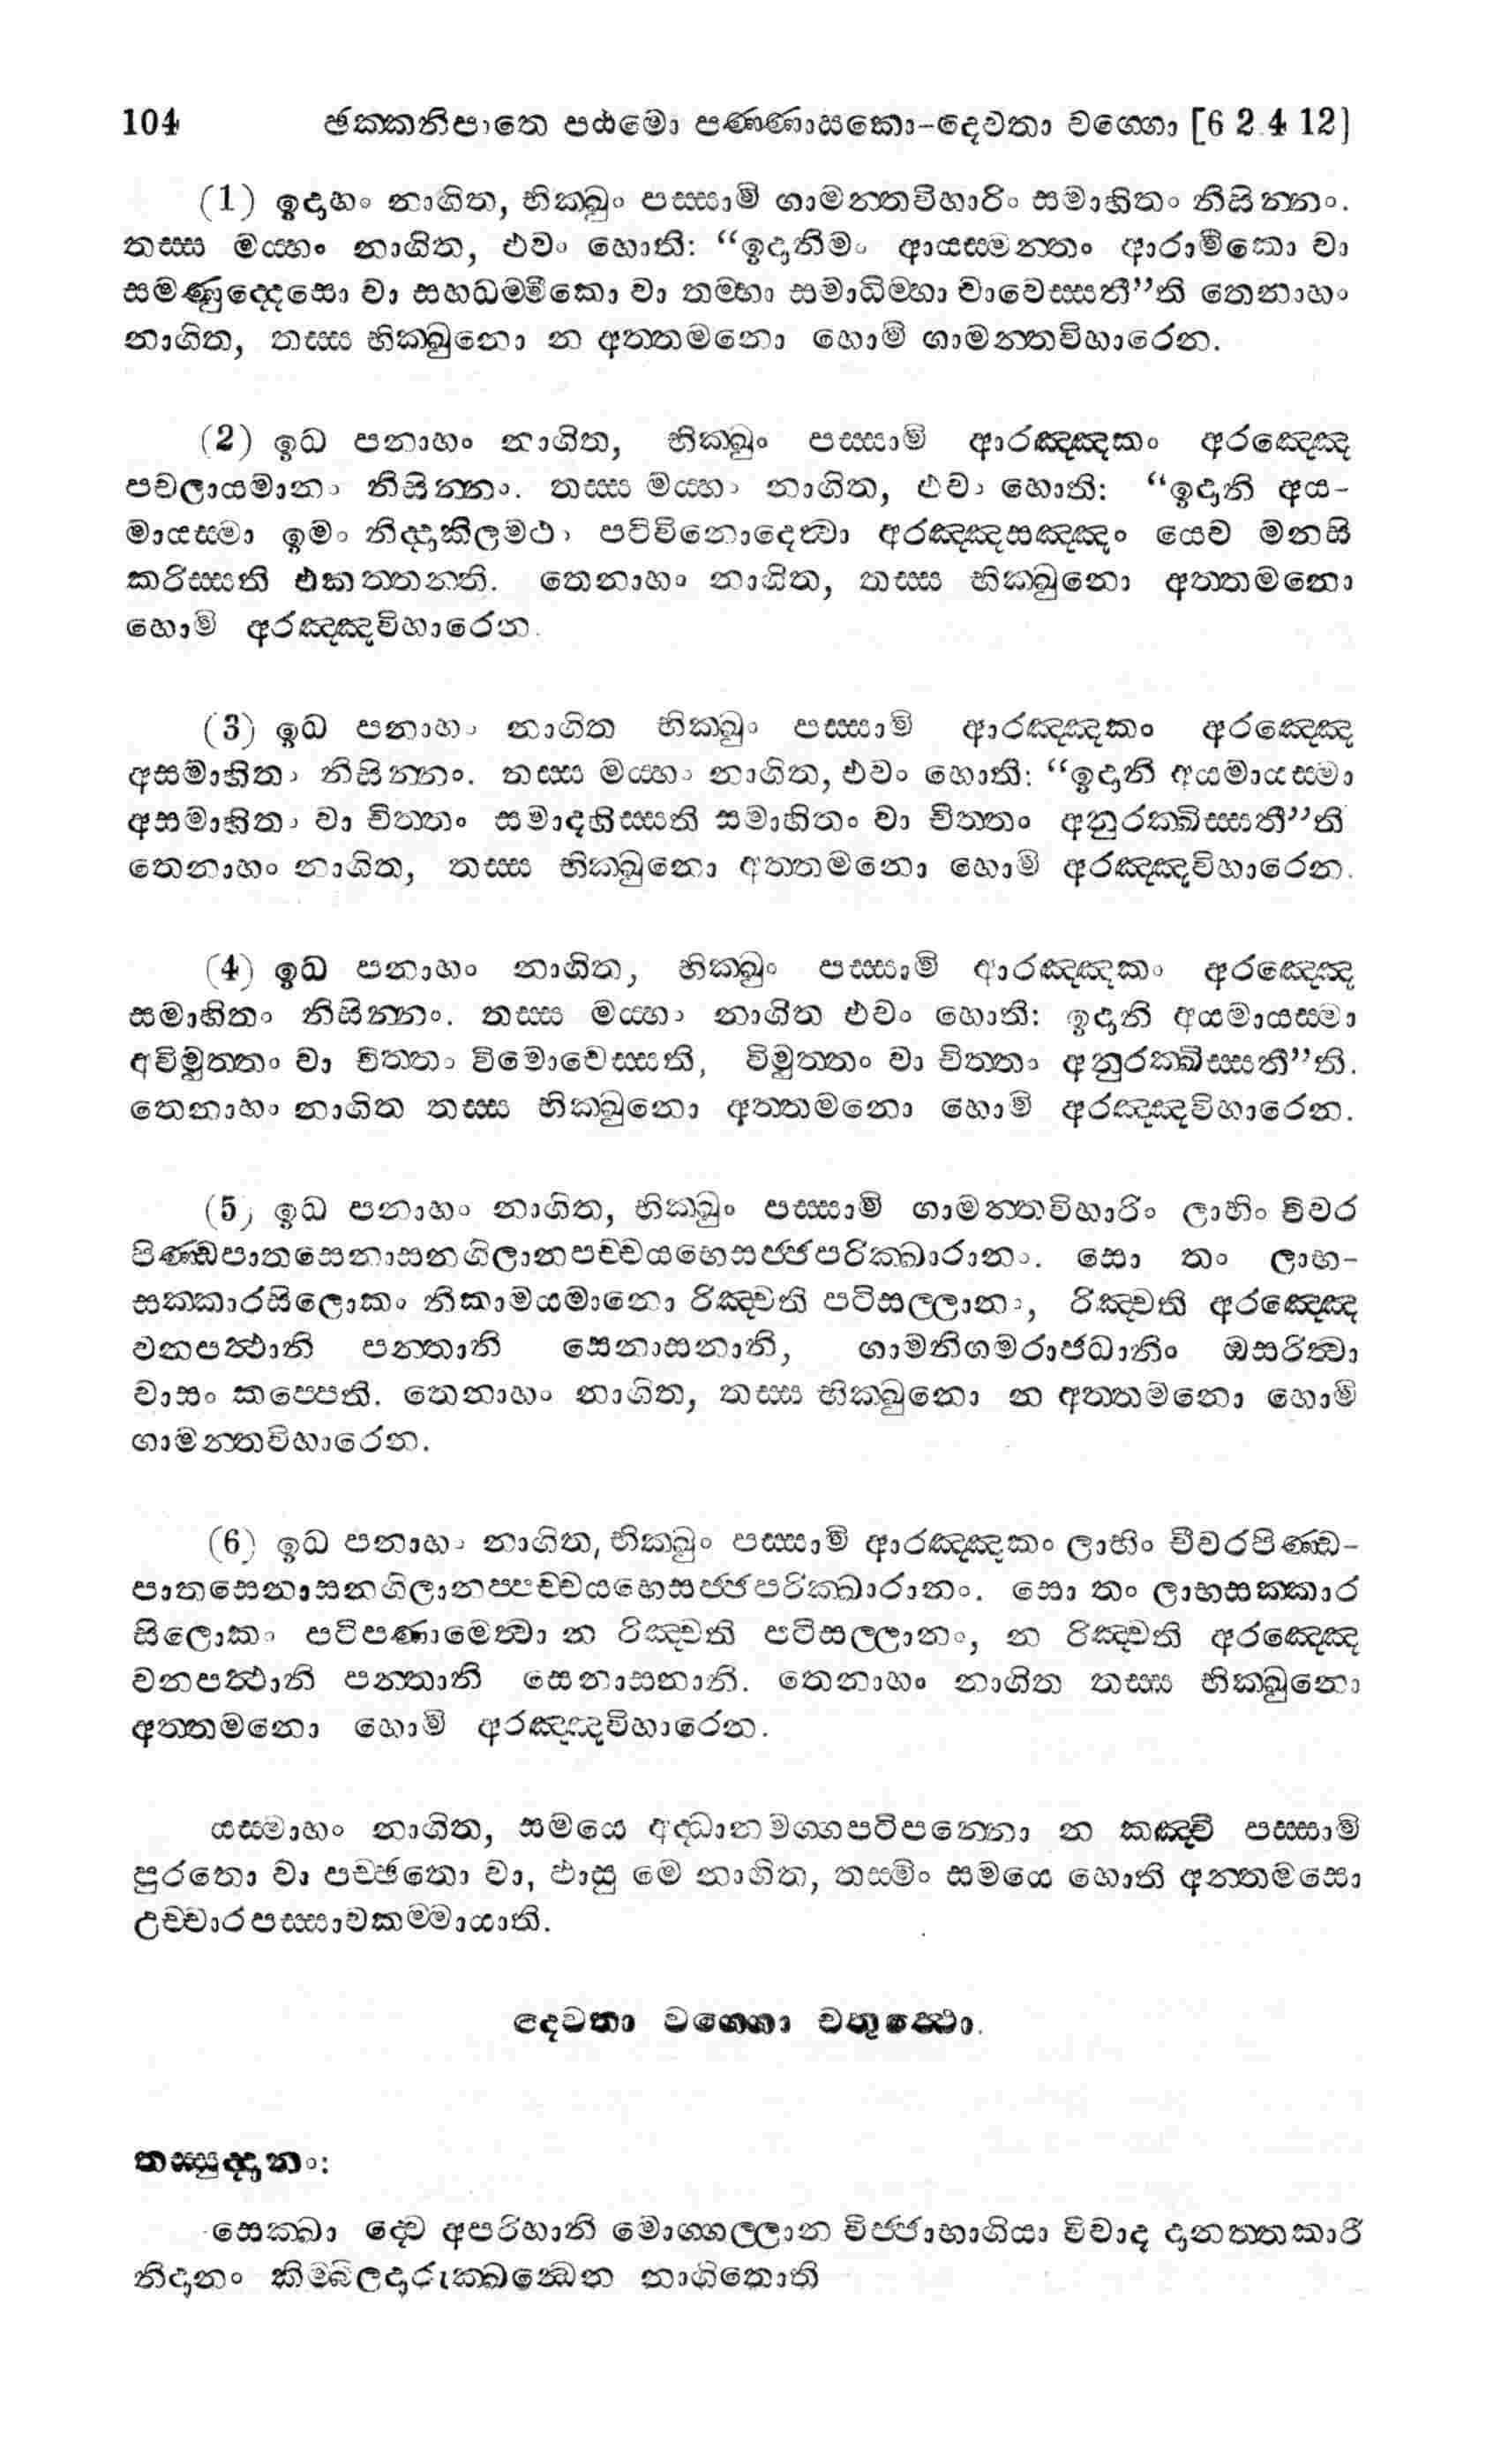 104 ඡක්කනිපාතෙ පඨමො පණ්ණාසකො-දෙවතා වග්ගො [6 2.4 12]
(1) ඉදාහං නාගිත, භික්ඛුං පස්සාමි ගාමන්තවිහාරිං සමාහිතං නිසින්නං.
තස්ස මය්හං නාගිත, එවං හොති: “ඉදානිමං ආයස්මන්තං ආරාමිකො වා
සමණුද්දෙසො වා සහධම්මිකො වා තම්හා සමාධිම්හා චාවෙස්සතී”ති තෙනාහං
නාගිත, තස්ස භික්ඛුනො න අත්තමනො හොමි ගාමන්තවිහාරෙන.
(2) ඉධ පනාහං නාගිත, භික්ඛුං පස්සාමි ආරඤ්ඤකං අරඤ්ඤෙ
පචලායමානං නිසින්නං. තස්ස මය්හං නාගිත, එවං හොති: “ඉදානි අය-
මායස්මා ඉමං නිද්දාකිලමථං පටිවිනොදෙත්වා අරඤ්ඤසඤ්ඤං යෙව මනසි
කරිස්සති එකත්තන්ති. තෙනාහං නාගිත, තස්ස භික්ඛුනො අත්තමනො
හොමි අරඤ්ඤවිහාරෙන.
(3) ඉධ පනාහං නාගිත භික්ඛුං පස්සාමි ආරඤ්ඤකං අරඤ්ඤෙ
අසමාහිතං නිසින්නං. තස්ස මය්හං නාගිත, එවං හොති: “ඉදානි අයමායස්මා
අසමාහිතං වා චිත්තං සමාදහිස්සති සමාහිතං වා චිත්තං අනුරක්ඛිස්සතී”ති
තෙනාහං නාගිත, තස්ස භික්ඛුනො අත්තමනො හොමි අරඤ්ඤවිහාරෙන.
(4) ඉධ පනාහං නාගිත, භික්ඛුං පස්සාමි ආරඤ්ඤකං අරඤ්ඤෙ
සමාහිතං නිසින්නං. තස්ස මය්හං නාගිත එවං හොති: ඉදානි අයමායස්මා
අවිමුත්තං වා චිත්තං විමොචෙස්සති, විමුත්තං වා චිත්තං අනුරක්ඛිස්සතී”ති.
තෙනාහං නාගිත තස්ස භික්ඛුනො අත්තමනො හොමි අරඤ්ඤවිහාරෙන.
(5) ඉධ පනාහං නාගිත, භික්ඛුං පස්සාමි ගාමන්තවිහාරිං ලාභිං චීවර
පිණ්ඩපාතසෙනාසනගිලානපච්චයභෙසජ්ජපරික්ඛාරානං. සො තං ලාභ-
සක්කාරසිලොකං නිකාමයමානො රිඤ්චති පටිසල්ලානං, රිඤ්චති අරඤ්ඤෙ
වනපත්ථානි පන්තානි සෙනාසනානි, ගාමනිගමරාජධානිං ඔසරිත්වා
වාසං කප්පෙති. තෙනාහං නාගිත, තස්ස භික්ඛුනො න අත්තමනො හොමි
ගාමන්තවිහාරෙන.
(6) ඉධ පනාහං නාගිත, භික්ඛුං පස්සාමි ආරඤ්ඤකං ලාභිං චීවරපිණ්ඩ-
පාතසෙනාසනගිලානප්පච්චයභෙසජ්ජපරික්ඛාරානං. සො තං ලාභසක්කාර
සිලොකං පටිපණාමෙත්වා න රිඤ්චති පටිසල්ලානං, න රිඤ්චති අරඤ්ඤෙ
වනපත්ථානි පන්තානි සෙනාසනානි. තෙනාහං නාගිත තස්ස භික්ඛුනො
අත්තමනො හොමි අරඤ්ඤවිහාරෙන.
යස්මාහං නාගිත, සමයෙ අද්ධානමග්ගපටිපන්නො න කඤ්චි පස්සාමි
පුරතො වා පච්ඡතො වා, ඵාසු මෙ නාගිත, තස්මිං සමයෙ හොති අන්තමසො
උච්චාරපස්සාවකම්මායාති.
දෙවතා වග්ගො චතුත්ථො.
තස්සුද්දානං:
සෙක්ඛා ද්වෙ අපරිහානි මොග්ගල්ලාන විජ්ජාභාගියා විවාද දානත්තකාරී
නිදානං කිම්බිලදාරුක්ඛන්ධෙන නාගිතොති